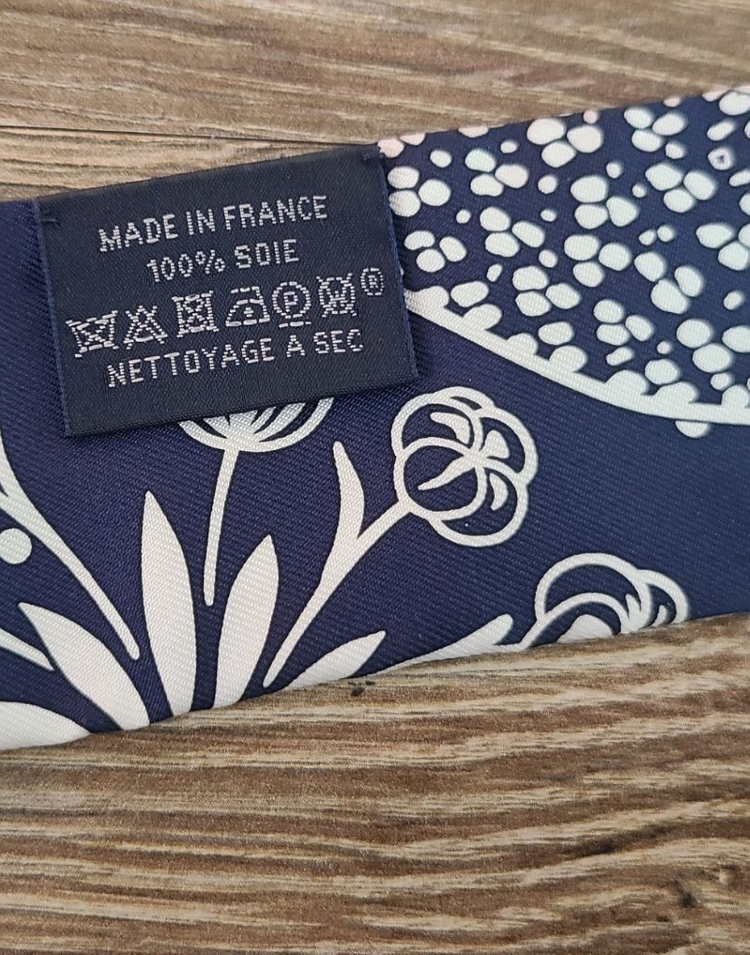 MADE IN FRANCE
100% SOIE
P W ®
NETTOYAGE A SEC